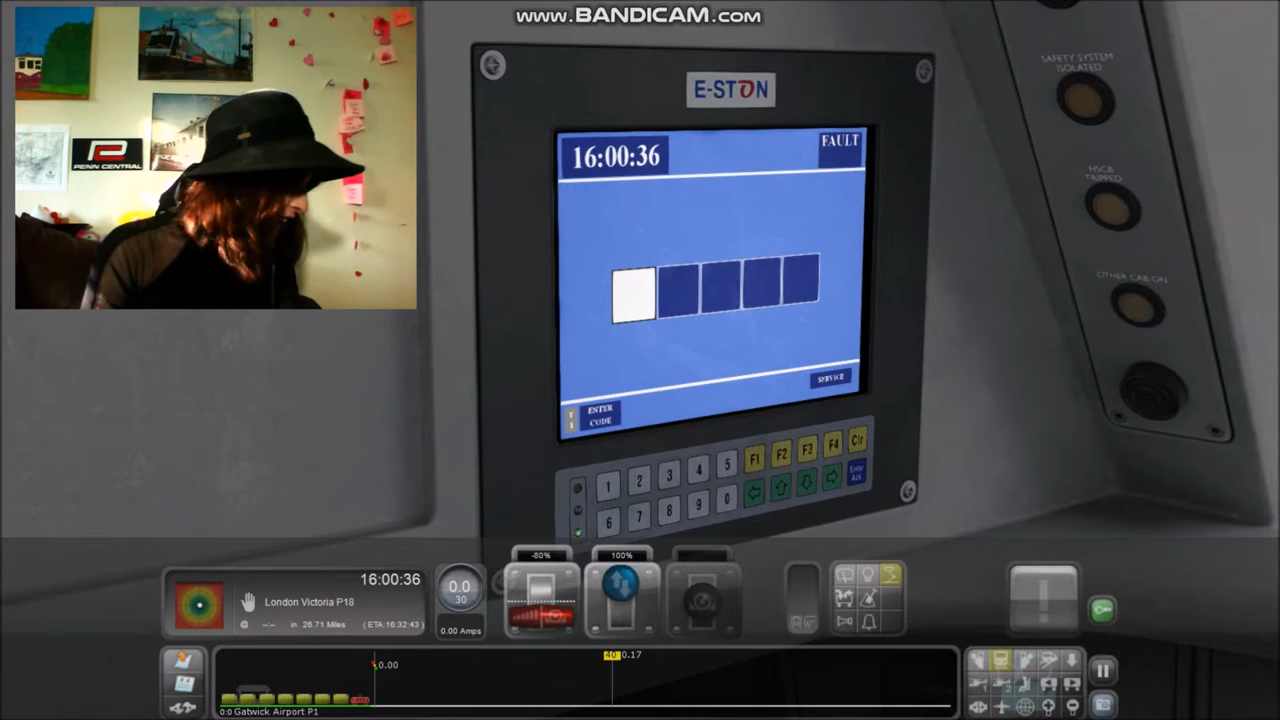 www.BANDICAM.com
PENN CENTRAL
E-STON
16:00:36
FAULT
SERVICE
ENTER
CODE
1 2 3 4 5 F1 F2 F3 F4 Clr
6 7 8 9 0
Enter
Ack
SAFETY SYSTEM
ISOLATED
HSCB
TRIPPED
OTHER CAB ON
16:00:36
London Victoria P18
--:-- in 26.71 Miles (ETA:16:32:43)
0.0
30
0.00 Amps
-80%
100%
0.00
40 0.17
0:0 Gatwick Airport P1